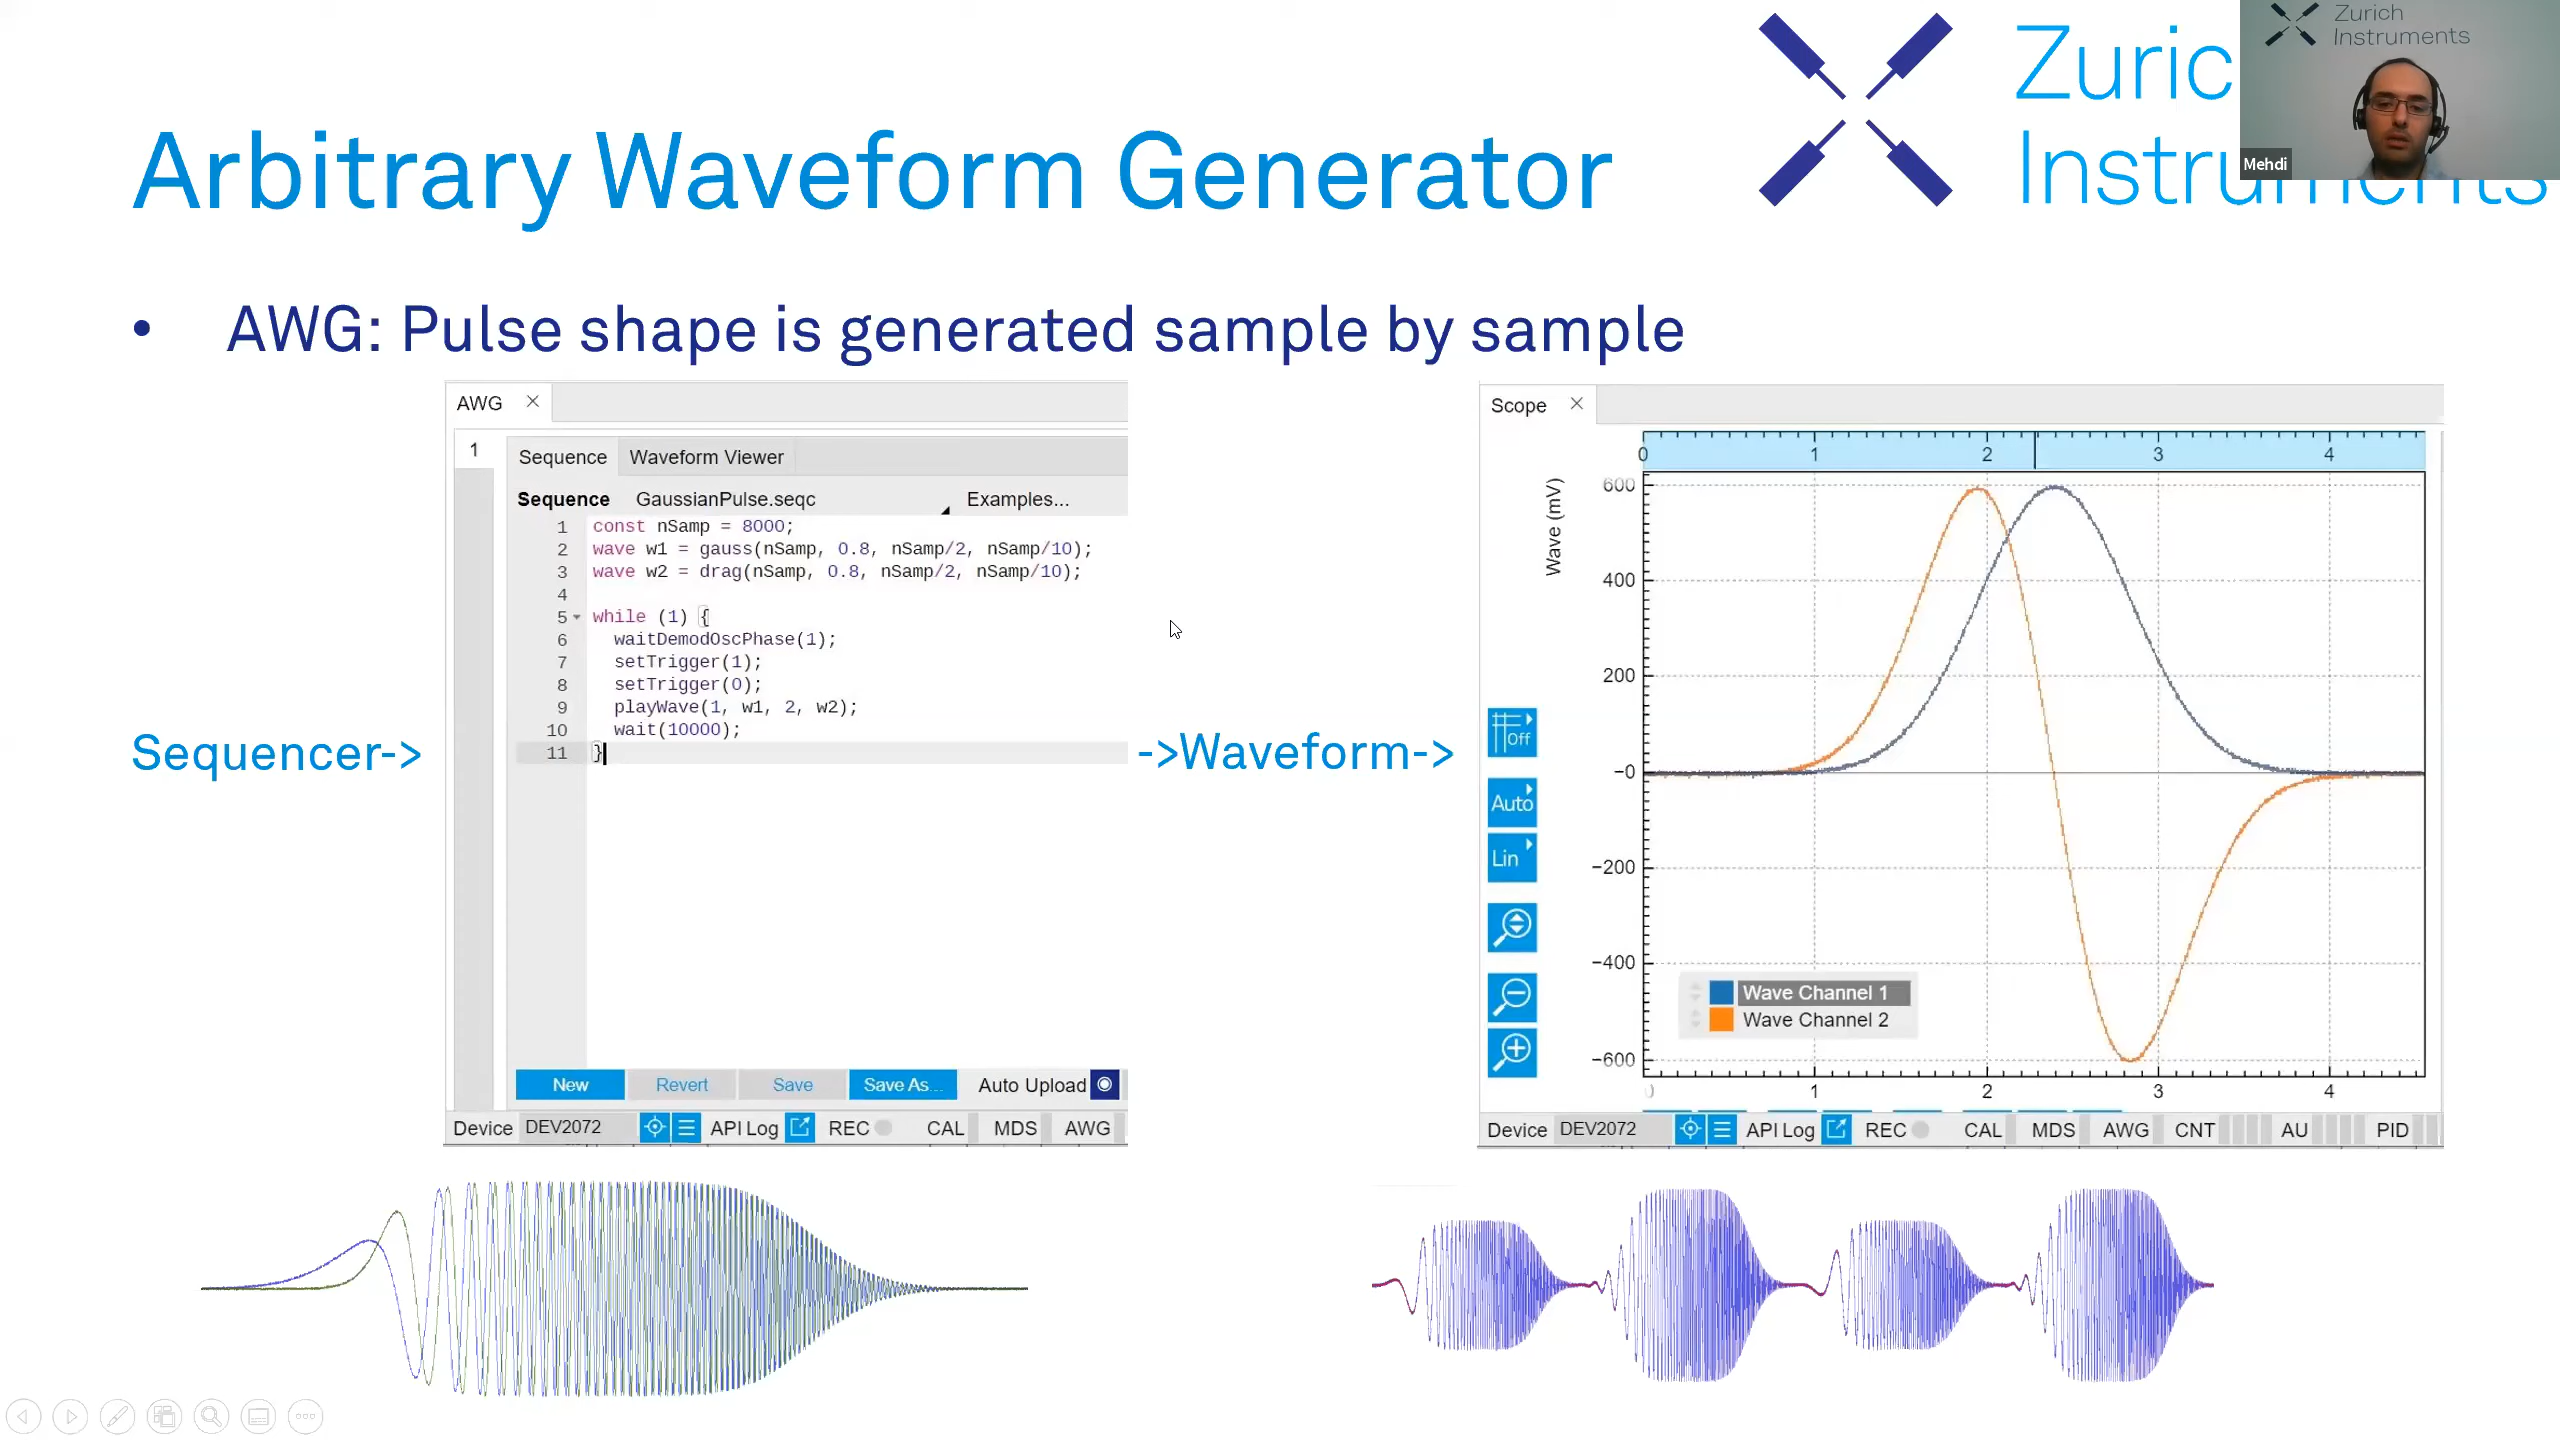 Zurich
Instruments
Mehdi
Zuric
Instruments
Arbitrary Waveform Generator
• AWG: Pulse shape is generated sample by sample
AWG ×
1
Sequence Waveform Viewer
Sequence GaussianPulse.seqc Examples...
1 const nSamp = 8000;
2 wave w1 = gauss(nSamp, 0.8, nSamp/2, nSamp/10);
3 wave w2 = drag(nSamp, 0.8, nSamp/2, nSamp/10);
4
5 while (1) {
6 waitDemodOscPhase(1);
7 setTrigger(1);
8 setTrigger(0);
9 playWave(1, w1, 2, w2);
10 wait(10000);
11 }
New Revert Save Save As... Auto Upload
Device DEV2072 API Log REC CAL MDS AWG
Sequencer->
->Waveform->
Scope ×
0 1 2 3 4
Wave (mV)
600
400
200
−0
−200
−400
−600
0 1 2 3 4
Off
Auto
Lin
Wave Channel 1
Wave Channel 2
Device DEV2072 API Log REC CAL MDS AWG CNT AU PID